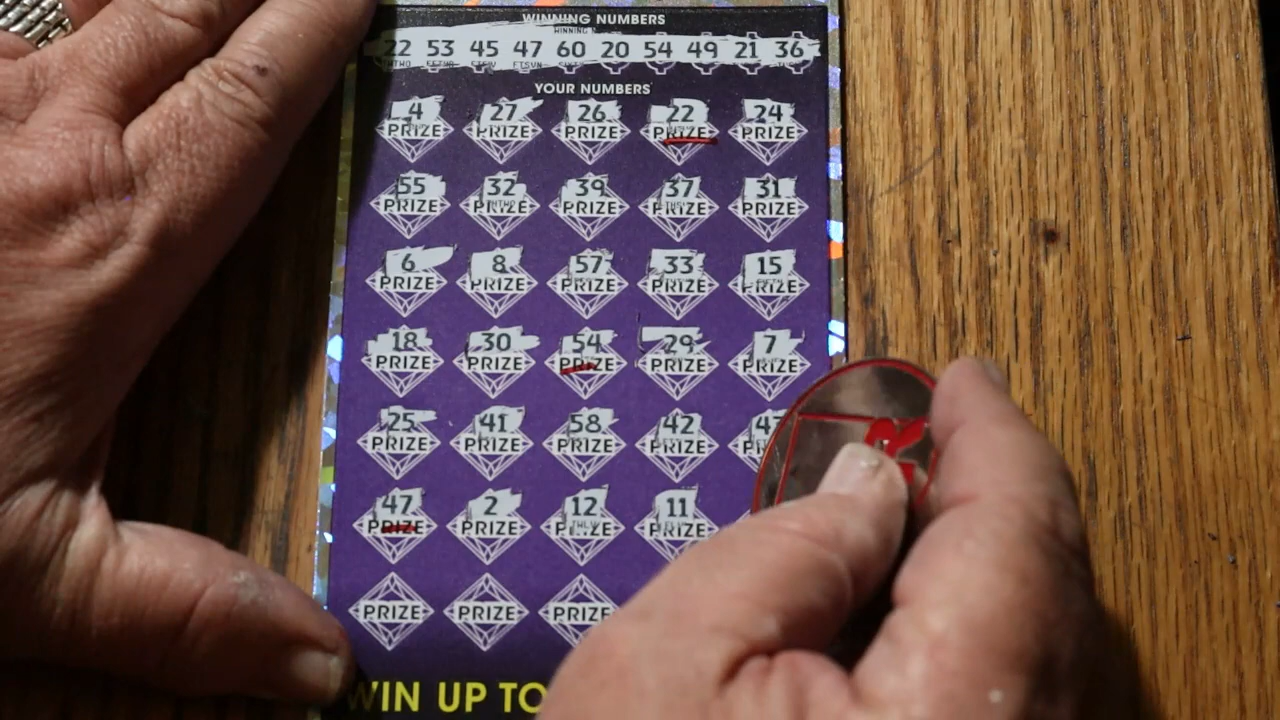 WINNING NUMBERS
WINNING
22 53 45 47 60 20 54 49 21 36
YOUR NUMBERS
4 27 26 22 24
PRIZE PRIZE PRIZE PRIZE PRIZE
55 32 39 37 31
PRIZE PRIZE PRIZE PRIZE PRIZE
6 8 57 33 15
PRIZE PRIZE PRIZE PRIZE PRIZE
18 30 54 29 7
PRIZE PRIZE PRIZE PRIZE PRIZE
25 41 58 42
PRIZE PRIZE PRIZE PRIZE
47 2 12 11
PRIZE PRIZE PRIZE PRIZE
PRIZE PRIZE PRIZE
WIN UP TO